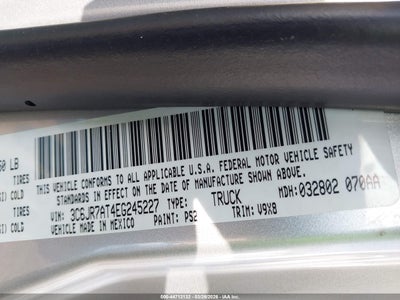 50 LB
TIRES
COLD
TIRES
COLD
THIS VEHICLE CONFORMS TO ALL APPLICABLE U.S.A. FEDERAL MOTOR VEHICLE SAFETY
STANDARDS IN EFFECT ON THE DATE OF MANUFACTURE SHOWN ABOVE.
VIN: 3C6JR7AT4EG245227 TYPE: TRUCK MDH: 032802 070AA
MADE IN MEXICO PAINT: PS2 TRIM: V9X8